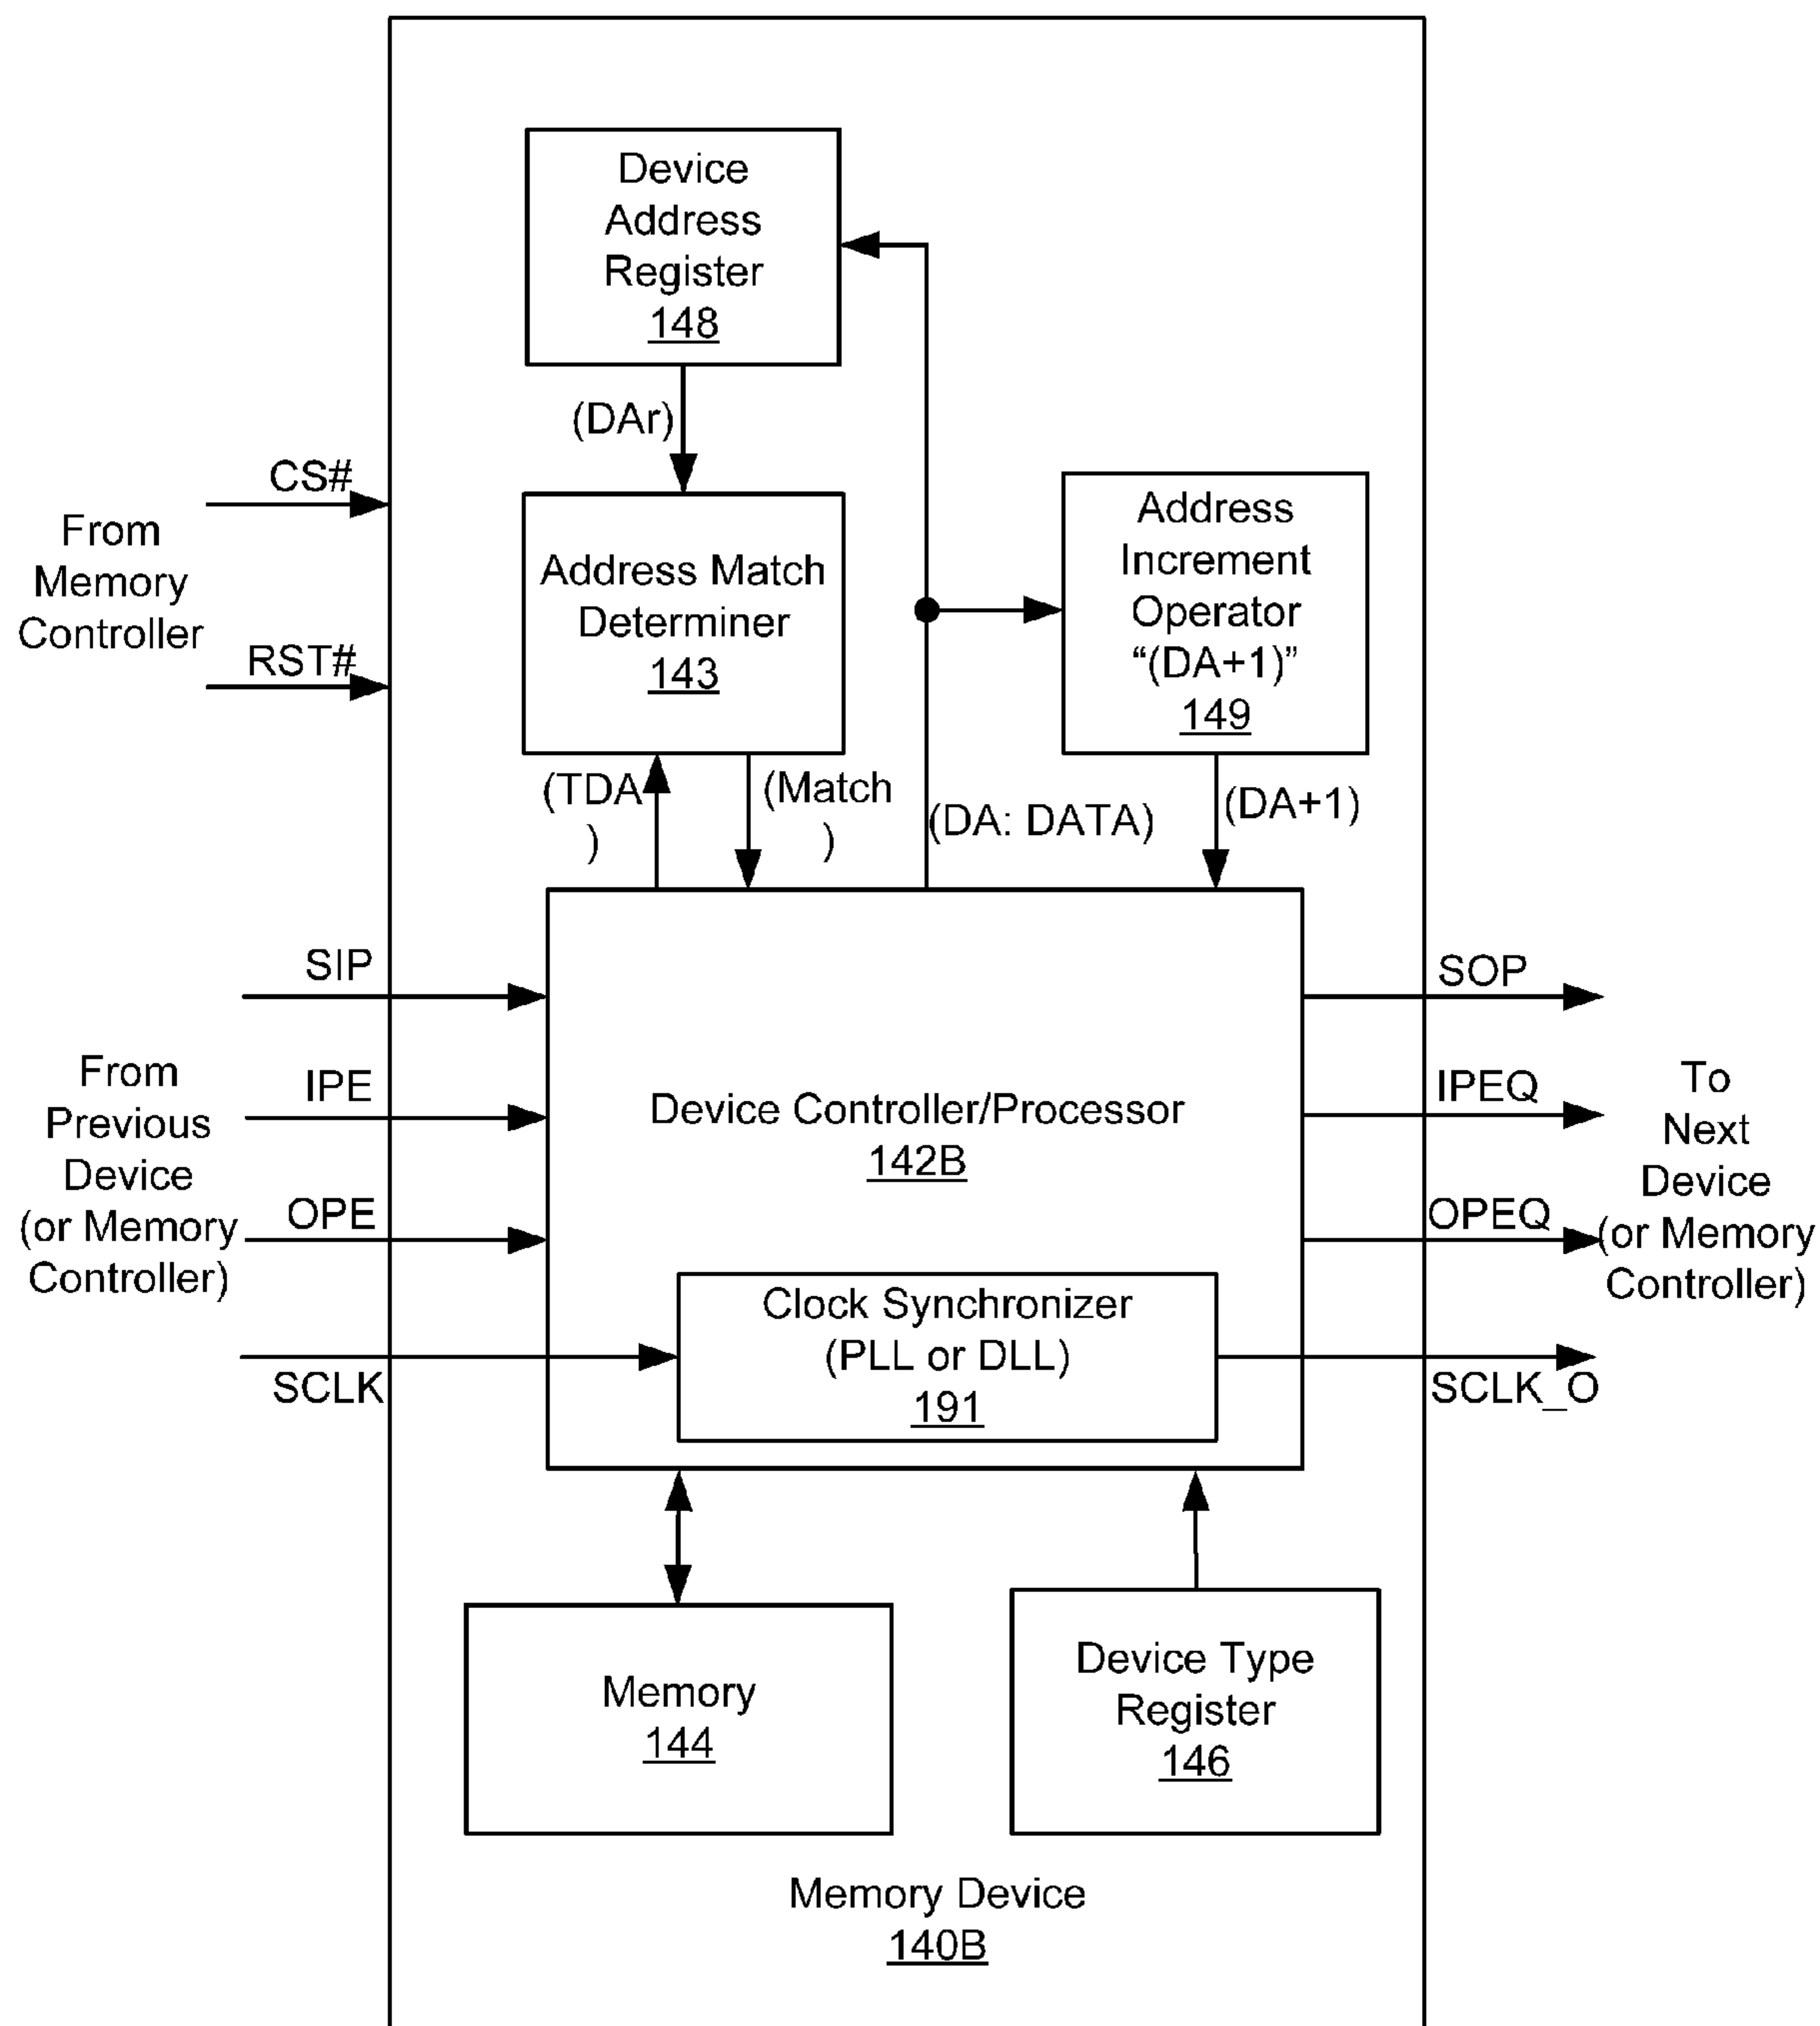 Device
Address
Register
148
(DAr)
CS#
From
Memory
Controller
RST#
Address Match
Determiner
143
Address
Increment
Operator
“(DA+1)”
149
(TDA
)
(Match
)
(DA: DATA)
(DA+1)
SIP
IPE
From
Previous
Device
(or Memory
Controller)
OPE
SCLK
Device Controller/Processor
142B
Clock Synchronizer
(PLL or DLL)
191
SOP
IPEQ
To
Next
Device
(or Memory
Controller)
OPEQ
SCLK_O
Memory
144
Device Type
Register
146
Memory Device
140B